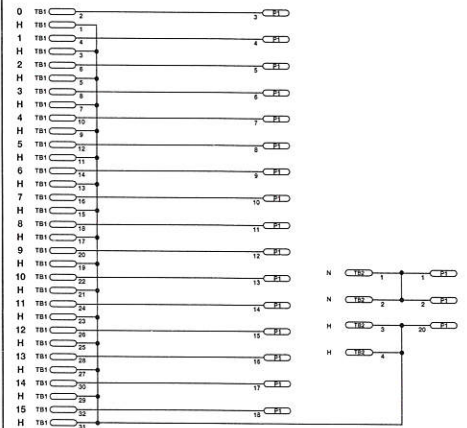 0 TB1 2 3 P1
H TB1 1
1 TB1 4 4 P1
H TB1 3
2 TB1 6 5 P1
H TB1 5
3 TB1 8 6 P1
H TB1 7
4 TB1 10 7 P1
H TB1 9
5 TB1 12 8 P1
H TB1 11
6 TB1 14 9 P1
H TB1 13
7 TB1 16 10 P1
H TB1 15
8 TB1 18 11 P1
H TB1 17
9 TB1 20 12 P1
H TB1 19
10 TB1 22 13 P1
H TB1 21
11 TB1 24 14 P1
H TB1 23
12 TB1 26 15 P1
H TB1 25
13 TB1 28 16 P1
H TB1 27
14 TB1 30 17 P1
H TB1 29
15 TB1 32 18 P1
H TB1 31
N TB2 1 1 P1
N TB2 2 2 P1
H TB2 3 20 P1
H TB2 4